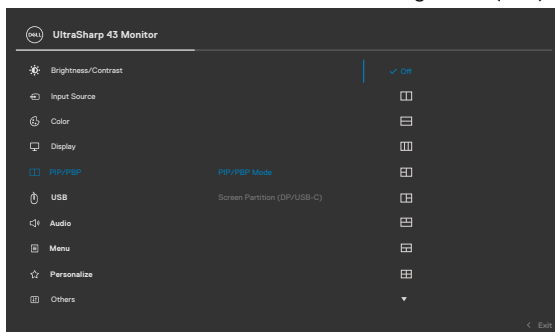 DELL UltraSharp 43 Monitor
Brightness/Contrast Off
Input Source
Color
Display
PIP/PBP PIP/PBP Mode
USB Screen Partition (DP/USB-C)
Audio
Menu
Personalize
Others
Exit